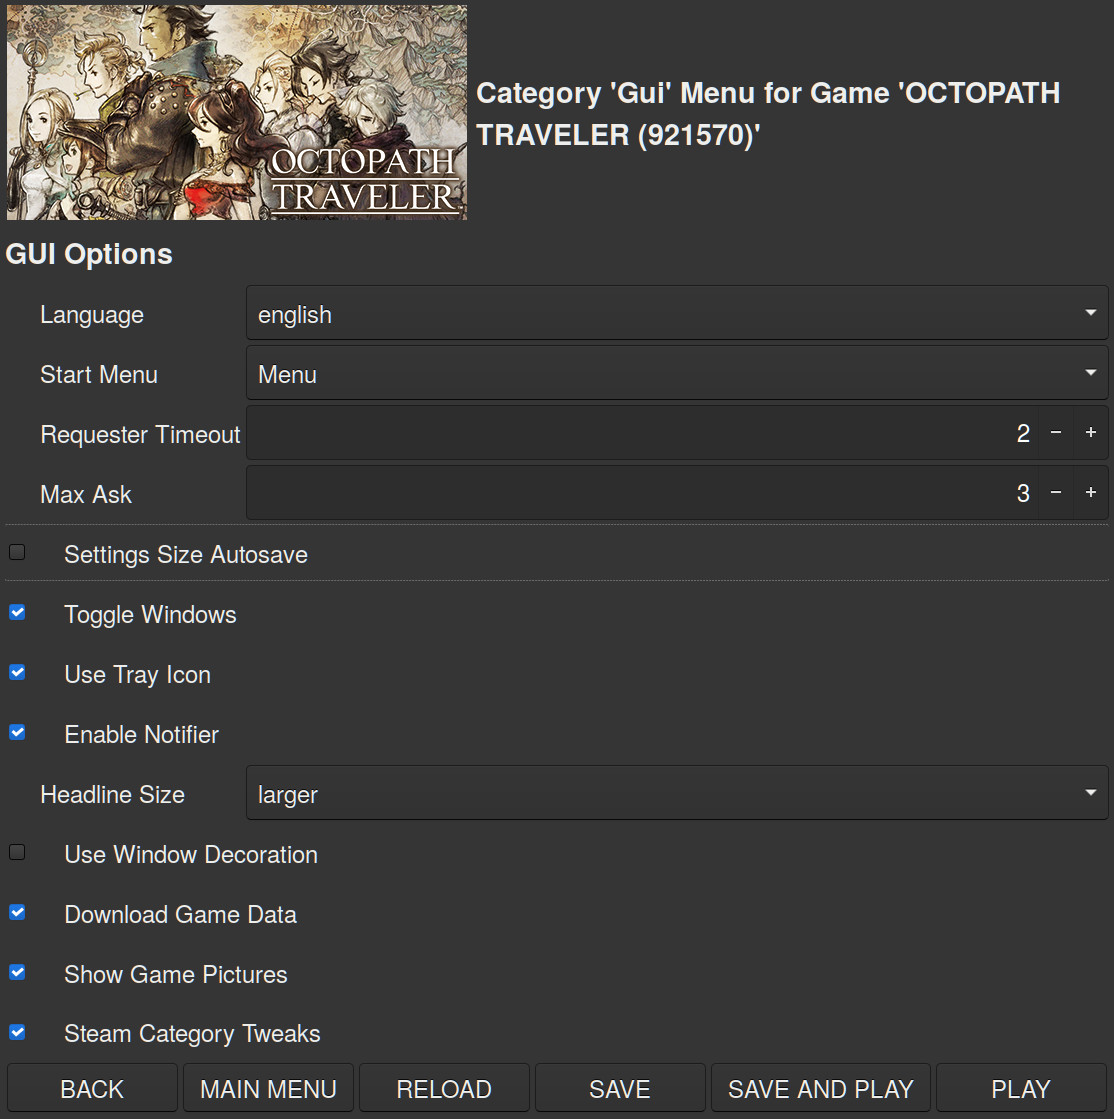 OCTOPATH
TRAVELER
Category 'Gui' Menu for Game 'OCTOPATH
TRAVELER (921570)'
GUI Options
Language english
Start Menu Menu
Requester Timeout 2 − +
Max Ask 3 − +
Settings Size Autosave
Toggle Windows
Use Tray Icon
Enable Notifier
Headline Size larger
Use Window Decoration
Download Game Data
Show Game Pictures
Steam Category Tweaks
BACK MAIN MENU RELOAD SAVE SAVE AND PLAY PLAY